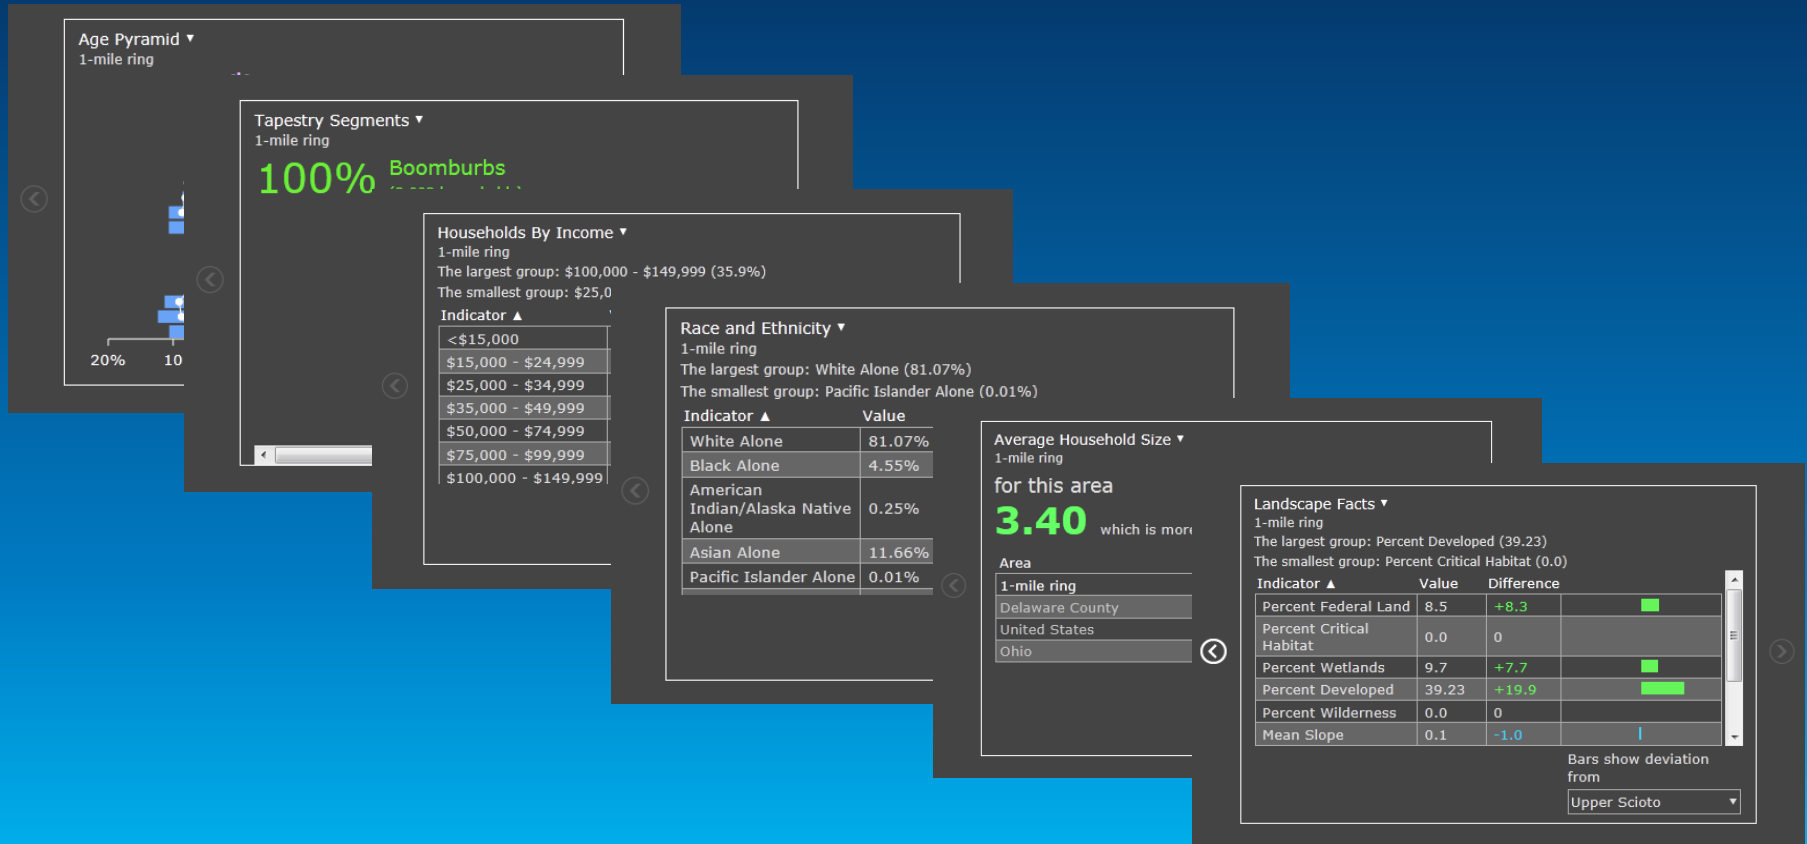 Age Pyramid ▼
1-mile ring
20%
10
Tapestry Segments ▼
1-mile ring
100% Boomburbs
Households By Income ▼
1-mile ring
The largest group: $100,000 - $149,999 (35.9%)
The smallest group: $25,0
Indicator ▲
<$15,000
$15,000 - $24,999
$25,000 - $34,999
$35,000 - $49,999
$50,000 - $74,999
$75,000 - $99,999
$100,000 - $149,999
Race and Ethnicity ▼
1-mile ring
The largest group: White Alone (81.07%)
The smallest group: Pacific Islander Alone (0.01%)
Indicator ▲ Value
White Alone 81.07%
Black Alone 4.55%
American
Indian/Alaska Native 0.25%
Alone
Asian Alone 11.66%
Pacific Islander Alone 0.01%
Average Household Size ▼
1-mile ring
for this area
3.40 which is more
Area
1-mile ring
Delaware County
United States
Ohio
Landscape Facts ▼
1-mile ring
The largest group: Percent Developed (39.23)
The smallest group: Percent Critical Habitat (0.0)
Indicator ▲ Value Difference
Percent Federal Land 8.5 +8.3
Percent Critical
Habitat 0.0 0
Percent Wetlands 9.7 +7.7
Percent Developed 39.23 +19.9
Percent Wilderness 0.0 0
Mean Slope 0.1 -1.0
Bars show deviation
from
Upper Scioto ▼